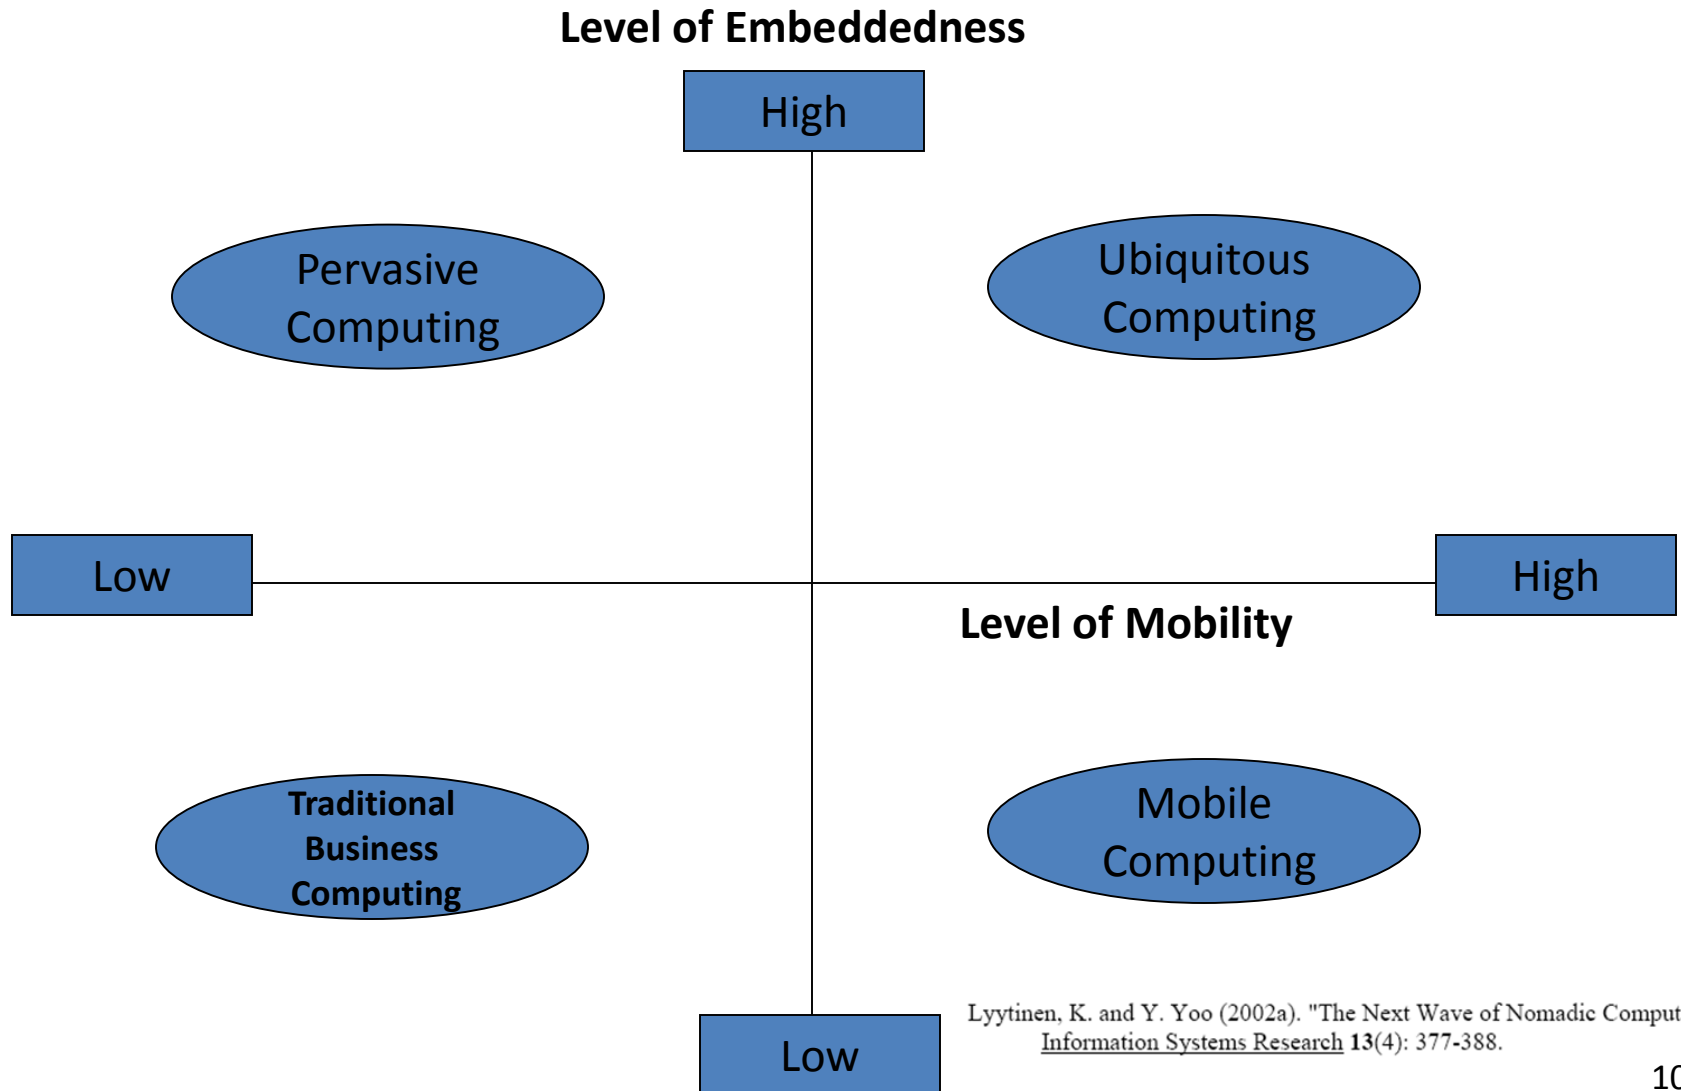 Level of Embeddedness
High
Pervasive
Computing
Ubiquitous
Computing
Low
High
Level of Mobility
Traditional
Business
Computing
Mobile
Computing
Lyytinen, K. and Y. Yoo (2002a). "The Next Wave of Nomadic Comput
Information Systems Research 13(4): 377-388.
Low
10